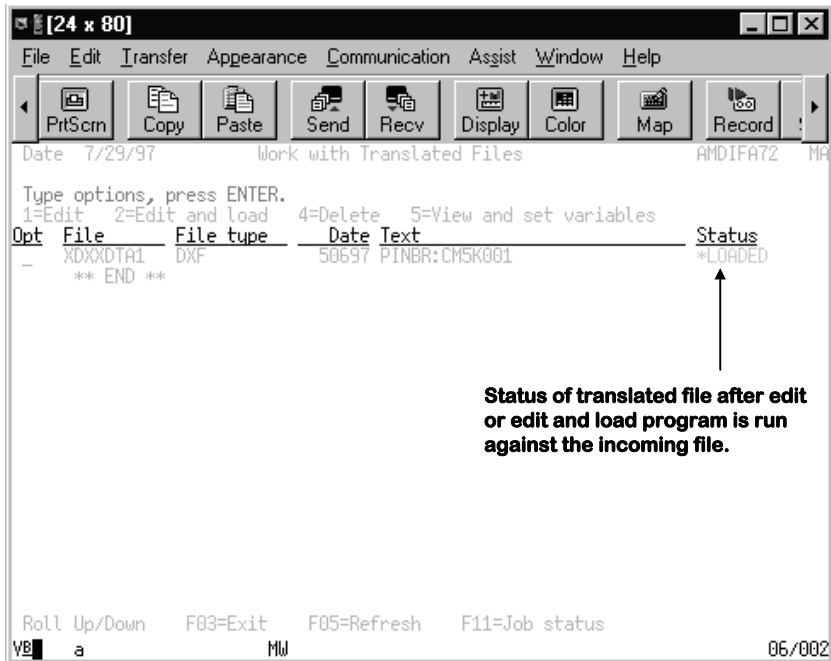 [24 x 80]
File Edit Transfer Appearance Communication Assist Window Help
PrtScrn Copy Paste Send Recv Display Color Map Record
Date 7/29/97 Work with Translated Files AMDIFA72 MA
Type options, press ENTER.
1=Edit 2=Edit and load 4=Delete 5=View and set variables
Opt File File type Date Text Status
_ XDXXDTA1 DXF 50697 PINBR:CM5K001 *LOADED
** END **
Status of translated file after edit
or edit and load program is run
against the incoming file.
Roll Up/Down F03=Exit F05=Refresh F11=Job status
VB a MW 06/002